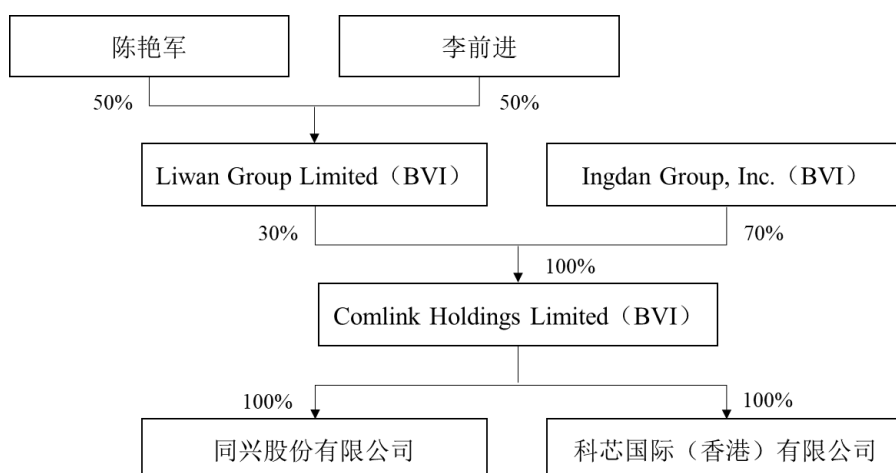 陈艳军
李前进
50%
50%
Liwan Group Limited（BVI）
Ingdan Group, Inc.（BVI）
30%
70%
100%
Comlink Holdings Limited（BVI）
100%
100%
同兴股份有限公司
科芯国际（香港）有限公司